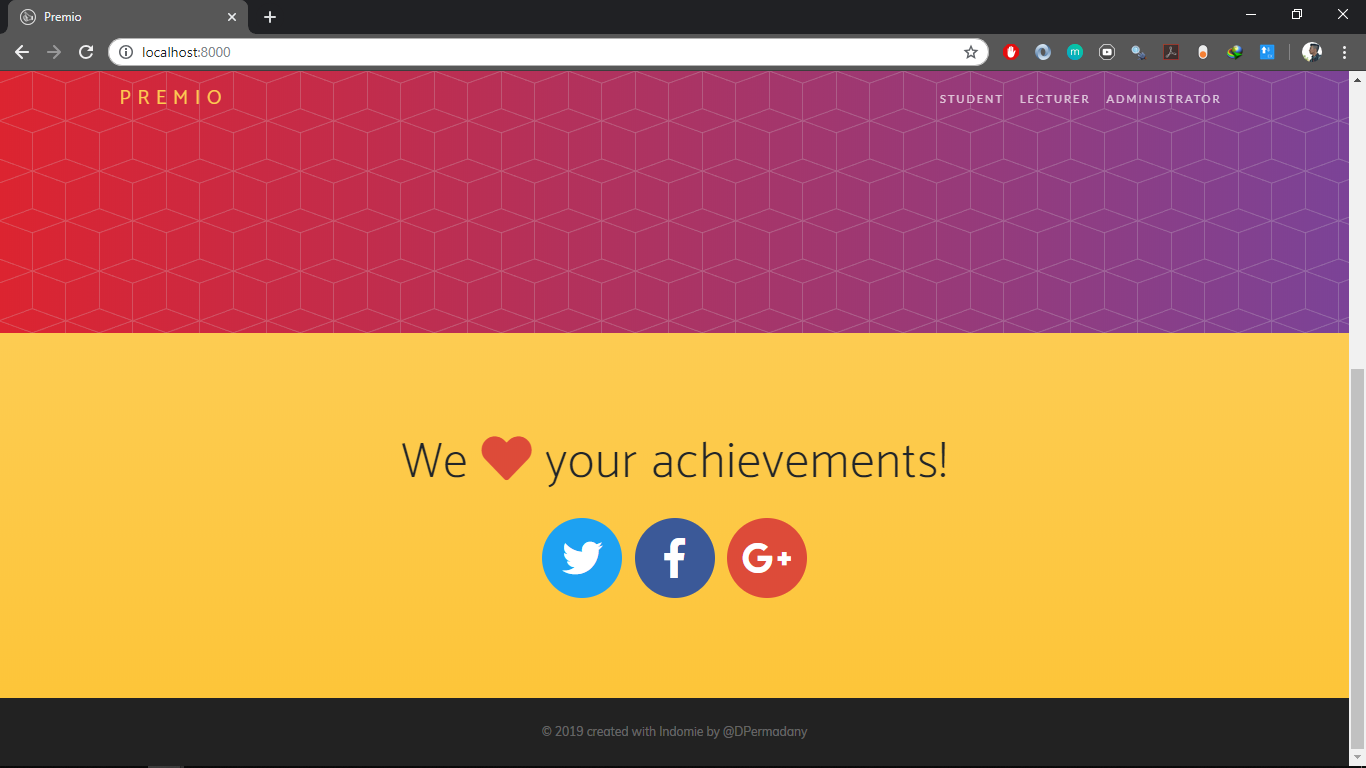 Premio
localhost:8000
PREMIO
STUDENT LECTURER ADMINISTRATOR
We ❤ your achievements!
G+
© 2019 created with Indomie by @DPermadany